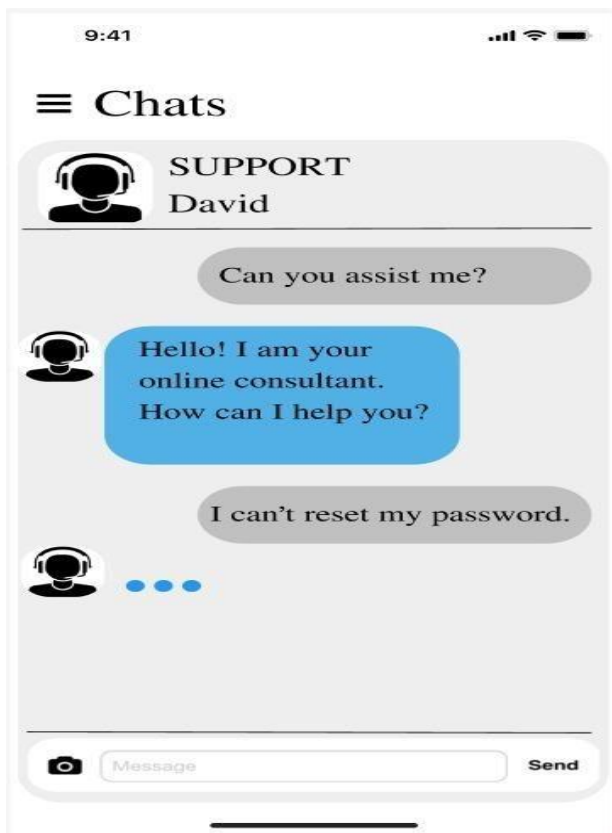 9:41
Chats
SUPPORT
David
Can you assist me?
Hello! I am your
online consultant.
How can I help you?
I can’t reset my password.
Message
Send